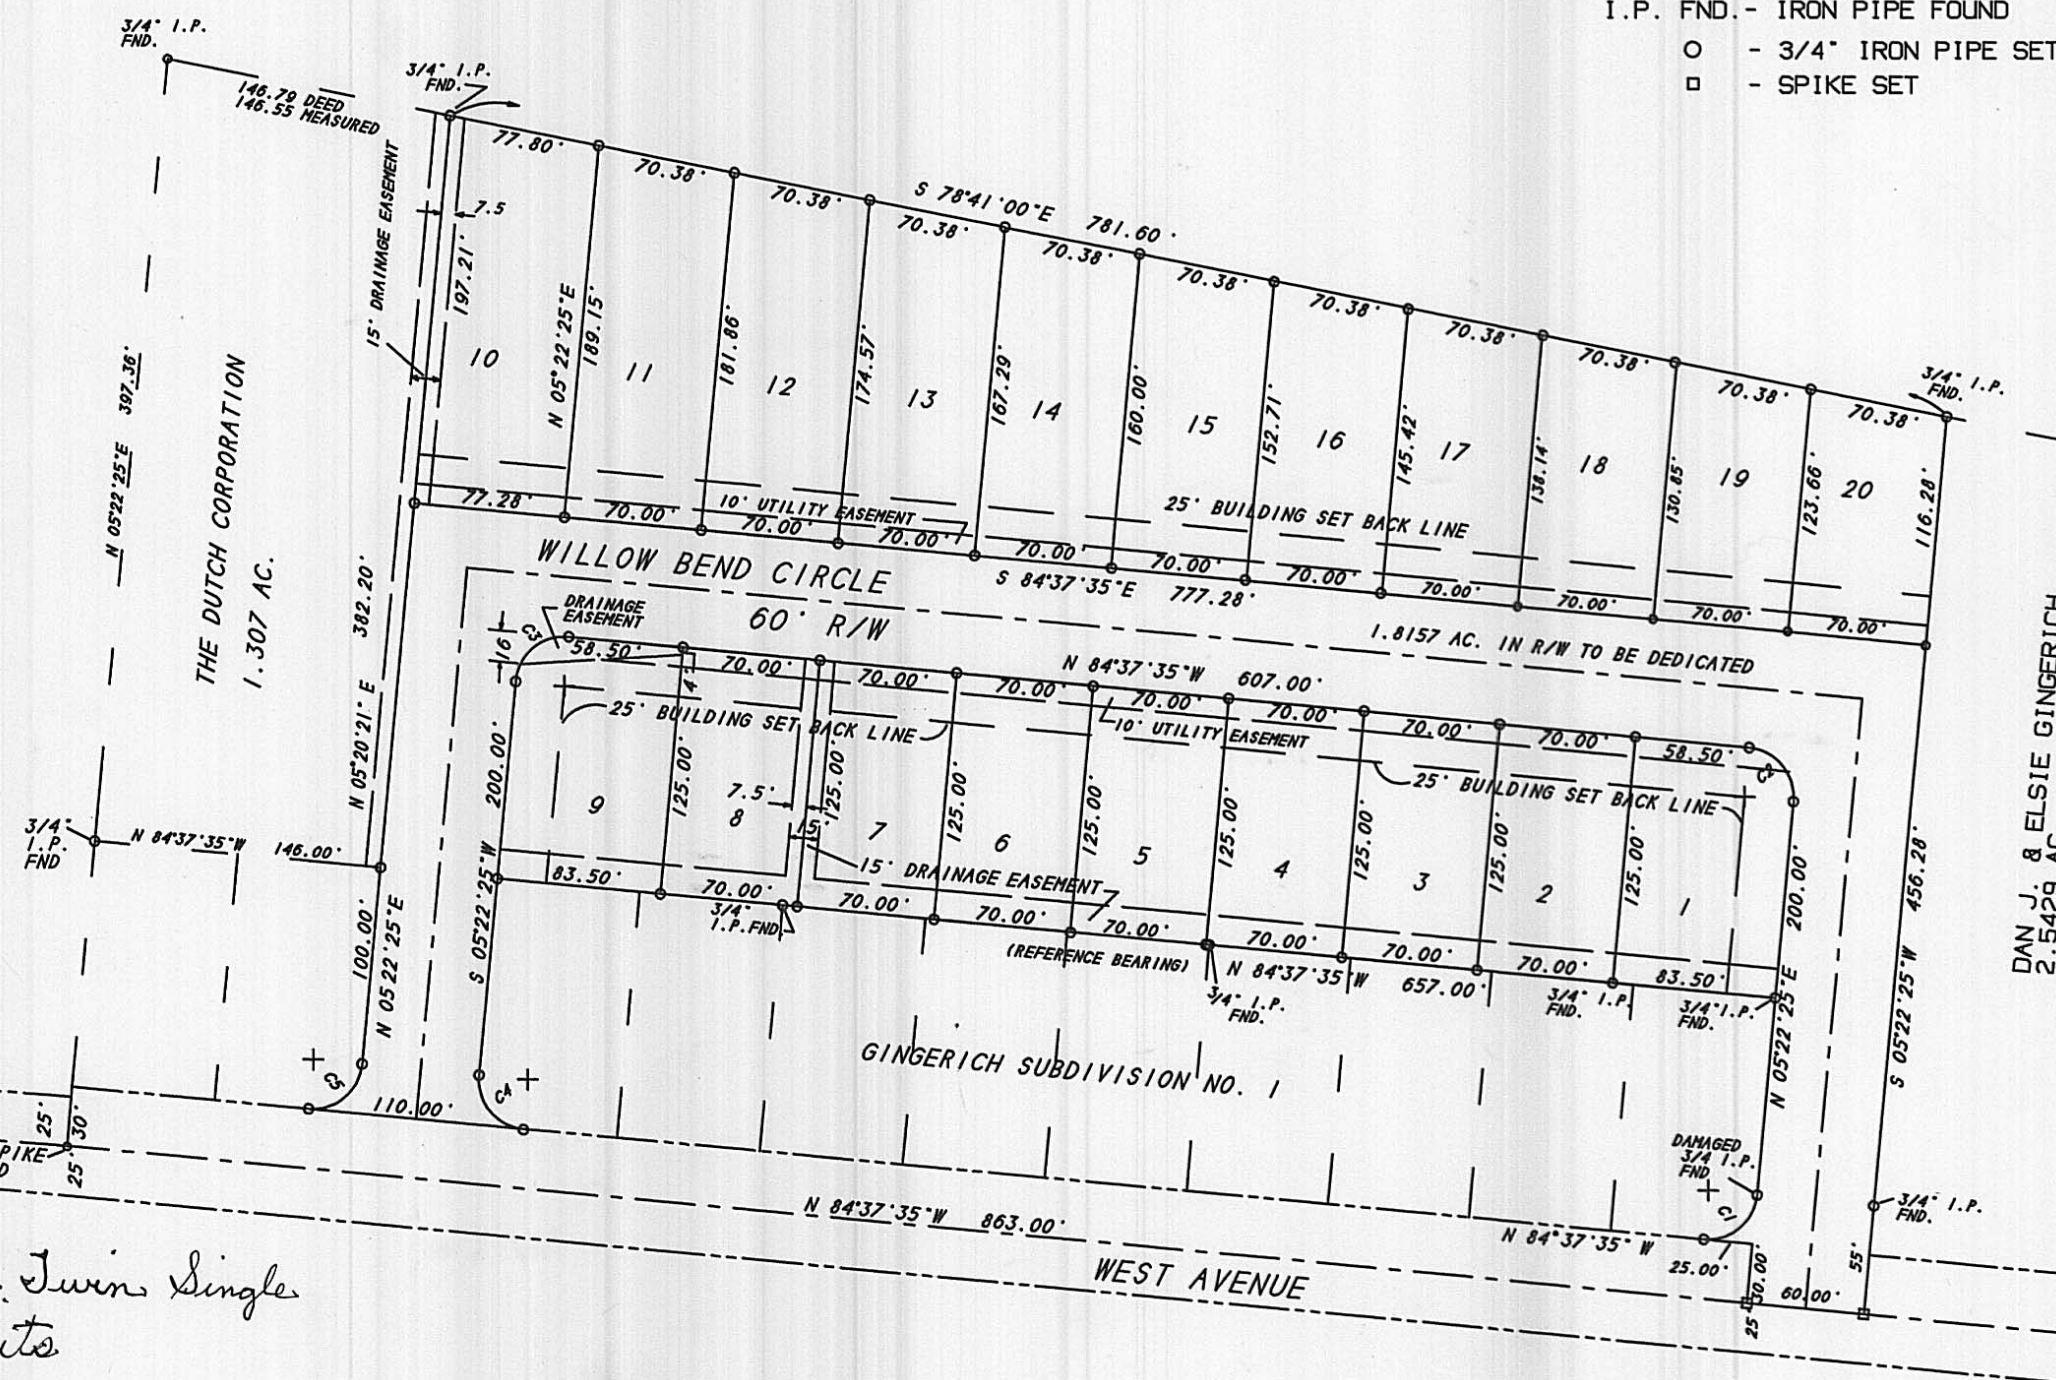 I.P. FND. - IRON PIPE FOUND
O - 3/4" IRON PIPE SET
□ - SPIKE SET
3/4" I.P.
FND.
146.79 DEED
146.55 MEASURED
3/4" I.P.
FND.
77.80'
70.38'
70.38'
70.38'
S 78°41'00"E 781.60'
70.38'
70.38'
70.38'
70.38'
70.38'
70.38'
70.38'
3/4" I.P.
FND.
15' DRAINAGE EASEMENT
7.5
197.21'
10
N 05°22'25"E
189.15'
11
181.86'
12
174.57'
13
167.29'
14
160.00'
15
152.71'
16
145.42'
17
138.14'
18
130.85'
19
123.66'
20
116.28'
N 05°22'25"E 397.36'
THE DUTCH CORPORATION
1.307 AC.
N 05°20'21" E 382.20'
77.28'
70.00'
10' UTILITY EASEMENT
70.00'
70.00'
25' BUILDING SET BACK LINE
70.00'
70.00'
70.00'
70.00'
70.00'
70.00'
70.00'
WILLOW BEND CIRCLE
S 84°37'35"E 777.28'
60' R/W
1.8157 AC. IN R/W TO BE DEDICATED
DRAINAGE
EASEMENT
16'
C3
58.50'
70.00'
70.00'
N 84°37'35"W 607.00'
70.00'
70.00'
70.00'
70.00'
70.00'
58.50'
C2
4'
25' BUILDING SET BACK LINE
10' UTILITY EASEMENT
25' BUILDING SET BACK LINE
200.00'
9
125.00'
7.5'
8
125.00'
15'
7
125.00'
6
125.00'
5
125.00'
4
125.00'
3
125.00'
2
125.00'
1
200.00'
15' DRAINAGE EASEMENT
83.50'
70.00'
70.00'
70.00'
70.00'
70.00'
70.00'
70.00'
83.50'
3/4"
I.P. FND.
(REFERENCE BEARING)
N 84°37'35"W 657.00'
3/4" I.P.
FND.
3/4" I.P.
FND.
3/4" I.P.
FND.
3/4"
I.P.
FND
N 84°37'35"W 146.00'
100.00'
N 05°22'25"E
S 05°22'25"W
N 05°22'25"E
S 05°22'25"W 456.28'
DAN J. & ELSIE GINGERICH
2.5429 AC.
GINGERICH SUBDIVISION NO. 1
C5
110.00'
C4
25'
30'
25'
PIKE
D
DAMAGED
3/4 I.P.
FND
C1
3/4" I.P.
FND.
55'
N 84°37'35"W 863.00'
N 84°37'35" W
25.00'
30.00'
60.00'
25'
WEST AVENUE
Twin Single